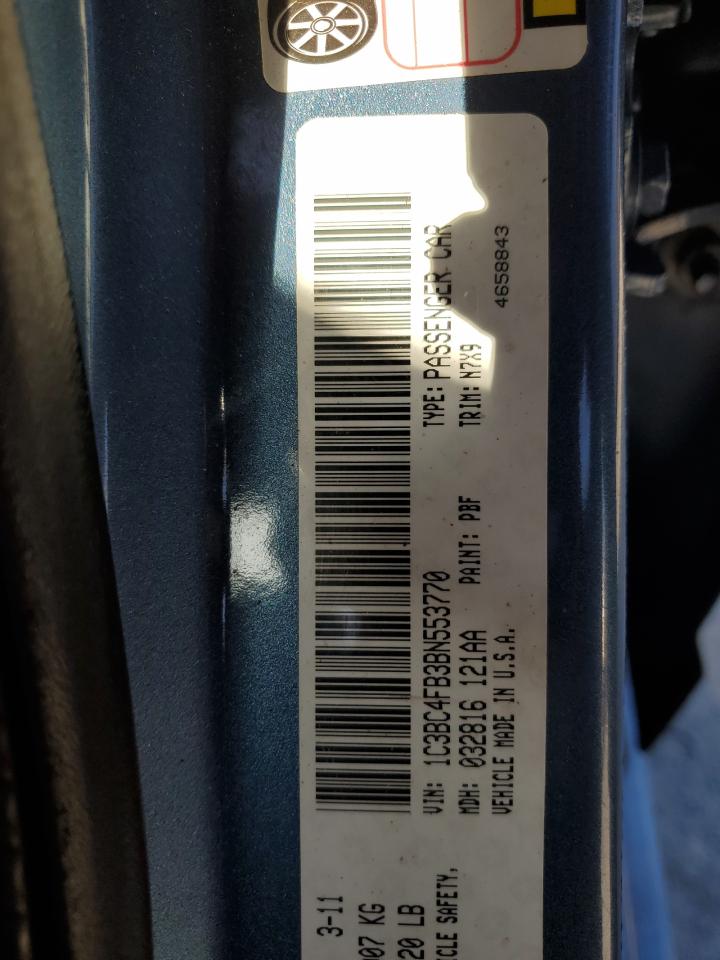 3-11
07 KG
20 LB
ICLE SAFETY,
VIN: 1C3BC4FB3BN553770 TYPE: PASSENGER CAR
MDH: 032816 121AA PAINT: PBF TRIM: N7X9
VEHICLE MADE IN U.S.A. 4658843